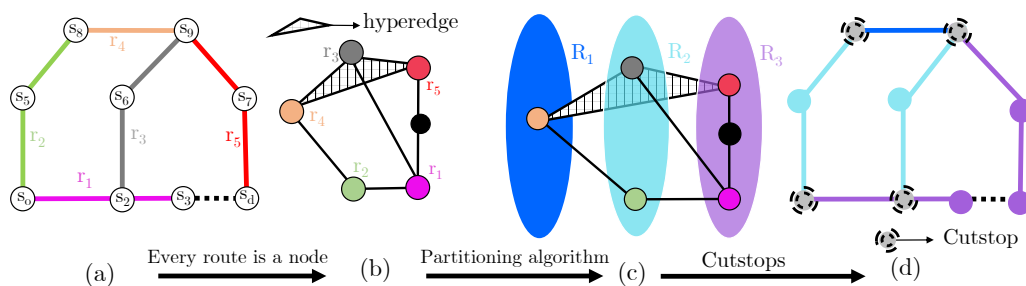 s₈
s₉
r₄
s₅
s₆
s₇
r₂
r₃
r₅
r₁
sₒ
s₂
s₃
s_d
(a)
Every route is a node
hyperedge
r₃
r₅
r₄
r₂
r₁
(b)
Partitioning algorithm
R₁
R₂
R₃
(c)
Cutstops
Cutstop
(d)